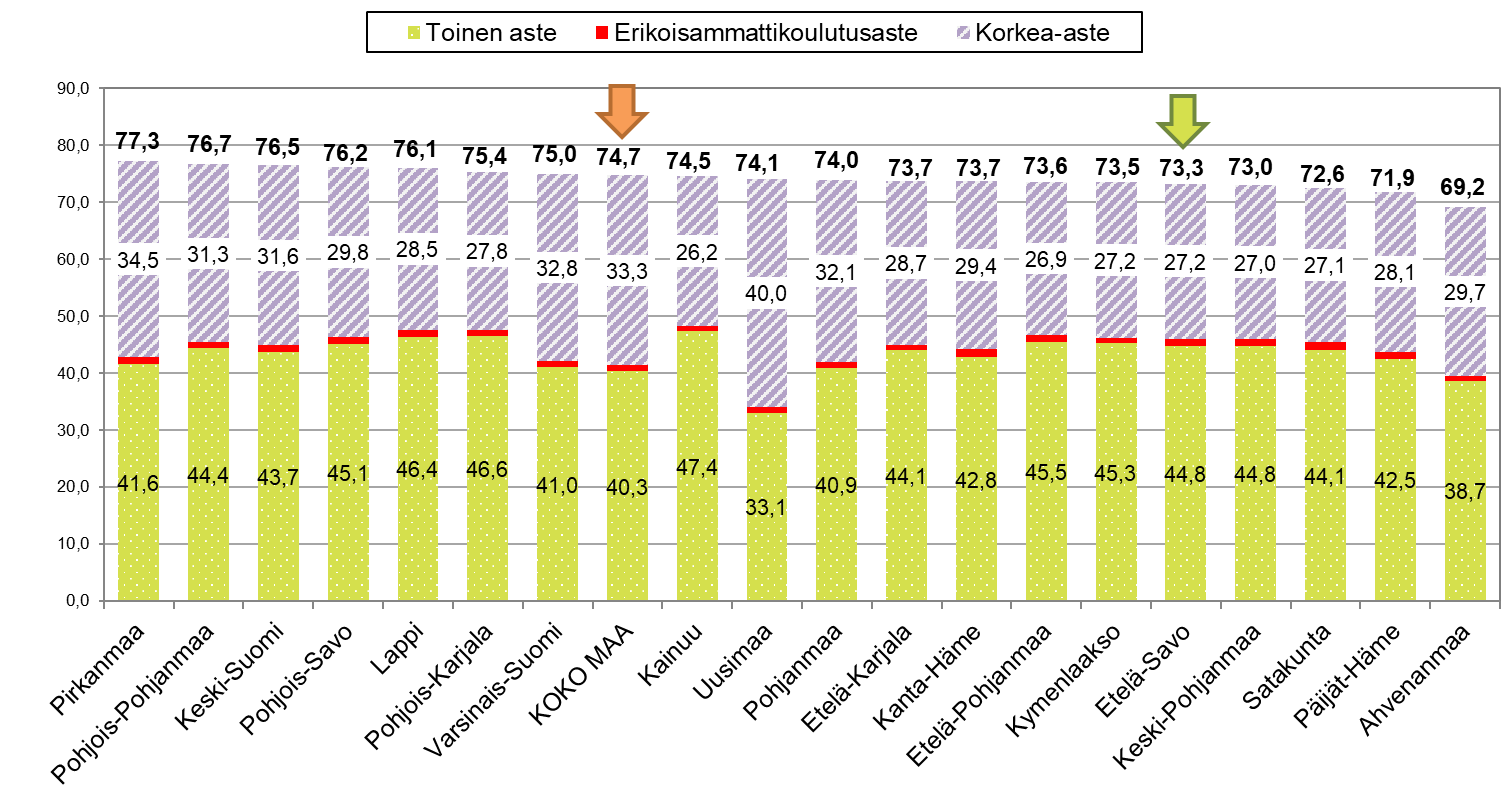 Toinen aste Erikoisammattikoulutusaste Korkea-aste
90,0
80,0
70,0
60,0
50,0
40,0
30,0
20,0
10,0
0,0
77,3 76,7 76,5 76,2 76,1 75,4 75,0 74,7 74,5 74,1 74,0 73,7 73,7 73,6 73,5 73,3 73,0 72,6 71,9 69,2
34,5 31,3 31,6 29,8 28,5 27,8 32,8 33,3 26,2 40,0 32,1 28,7 29,4 26,9 27,2 27,2 27,0 27,1 28,1 29,7
41,6 44,4 43,7 45,1 46,4 46,6 41,0 40,3 47,4 33,1 40,9 44,1 42,8 45,5 45,3 44,8 44,8 44,1 42,5 38,7
Pirkanmaa
Pohjois-Pohjanmaa
Keski-Suomi
Pohjois-Savo
Lappi
Pohjois-Karjala
Varsinais-Suomi
KOKO MAA
Kainuu
Uusimaa
Pohjanmaa
Etelä-Karjala
Kanta-Häme
Etelä-Pohjanmaa
Kymenlaakso
Etelä-Savo
Keski-Pohjanmaa
Satakunta
Päijät-Häme
Ahvenanmaa